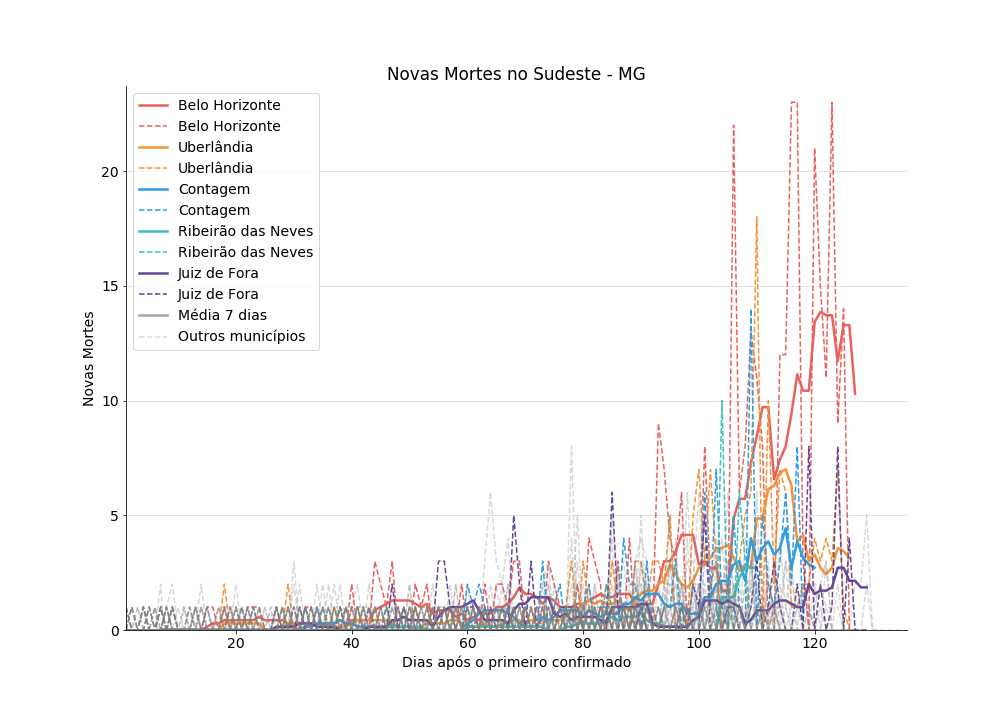 Novas Mortes no Sudeste - MG
Belo Horizonte
Belo Horizonte
Uberlândia
Uberlândia
Contagem
Contagem
Ribeirão das Neves
Ribeirão das Neves
Juiz de Fora
Juiz de Fora
Média 7 dias
Outros municípios
Novas Mortes
20
15
10
5
0
20 40 60 80 100 120
Dias após o primeiro confirmado